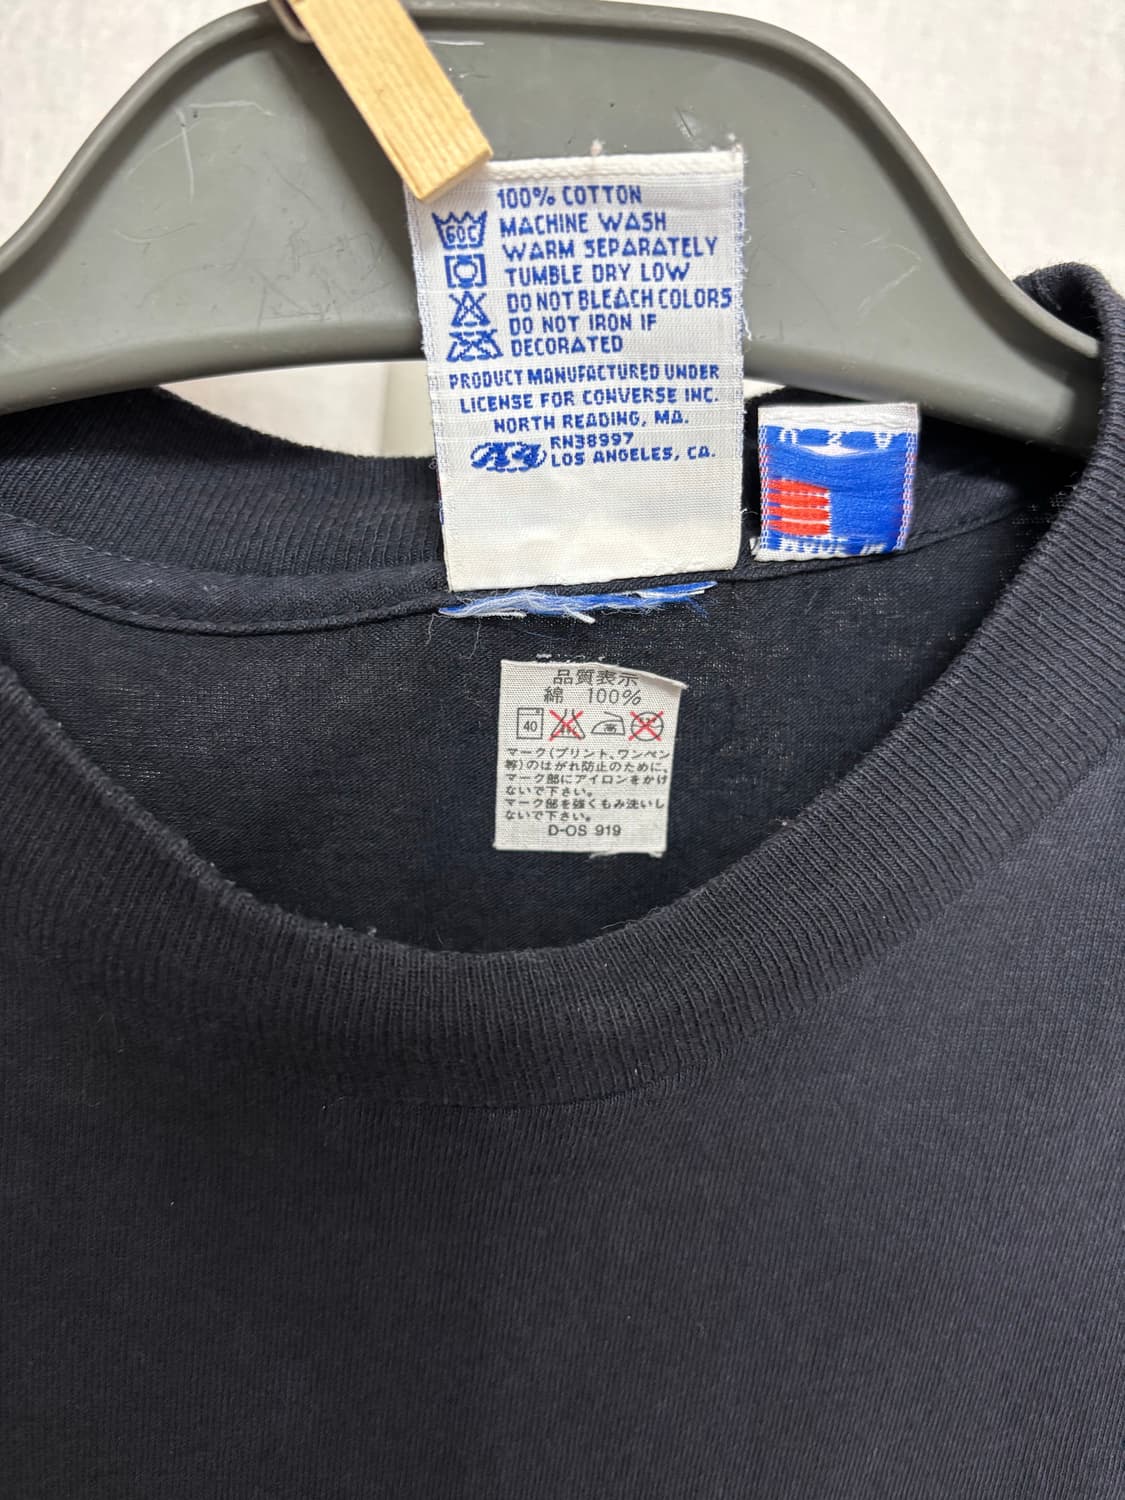 100% COTTON
60C MACHINE WASH
WARM SEPARATELY
TUMBLE DRY LOW
DO NOT BLEACH COLORS
DO NOT IRON IF
DECORATED
PRODUCT MANUFACTURED UNDER
LICENSE FOR CONVERSE INC.
NORTH READING, MA.
RN38997
LOS ANGELES, CA.
品質表示
綿 100%
40
マーク(プリント、ワッペン
等)のはがれ防止のために、
マーク部にアイロンをかけ
ないで下さい。
マーク部を強くもみ洗いし
ないで下さい。
D-OS 919